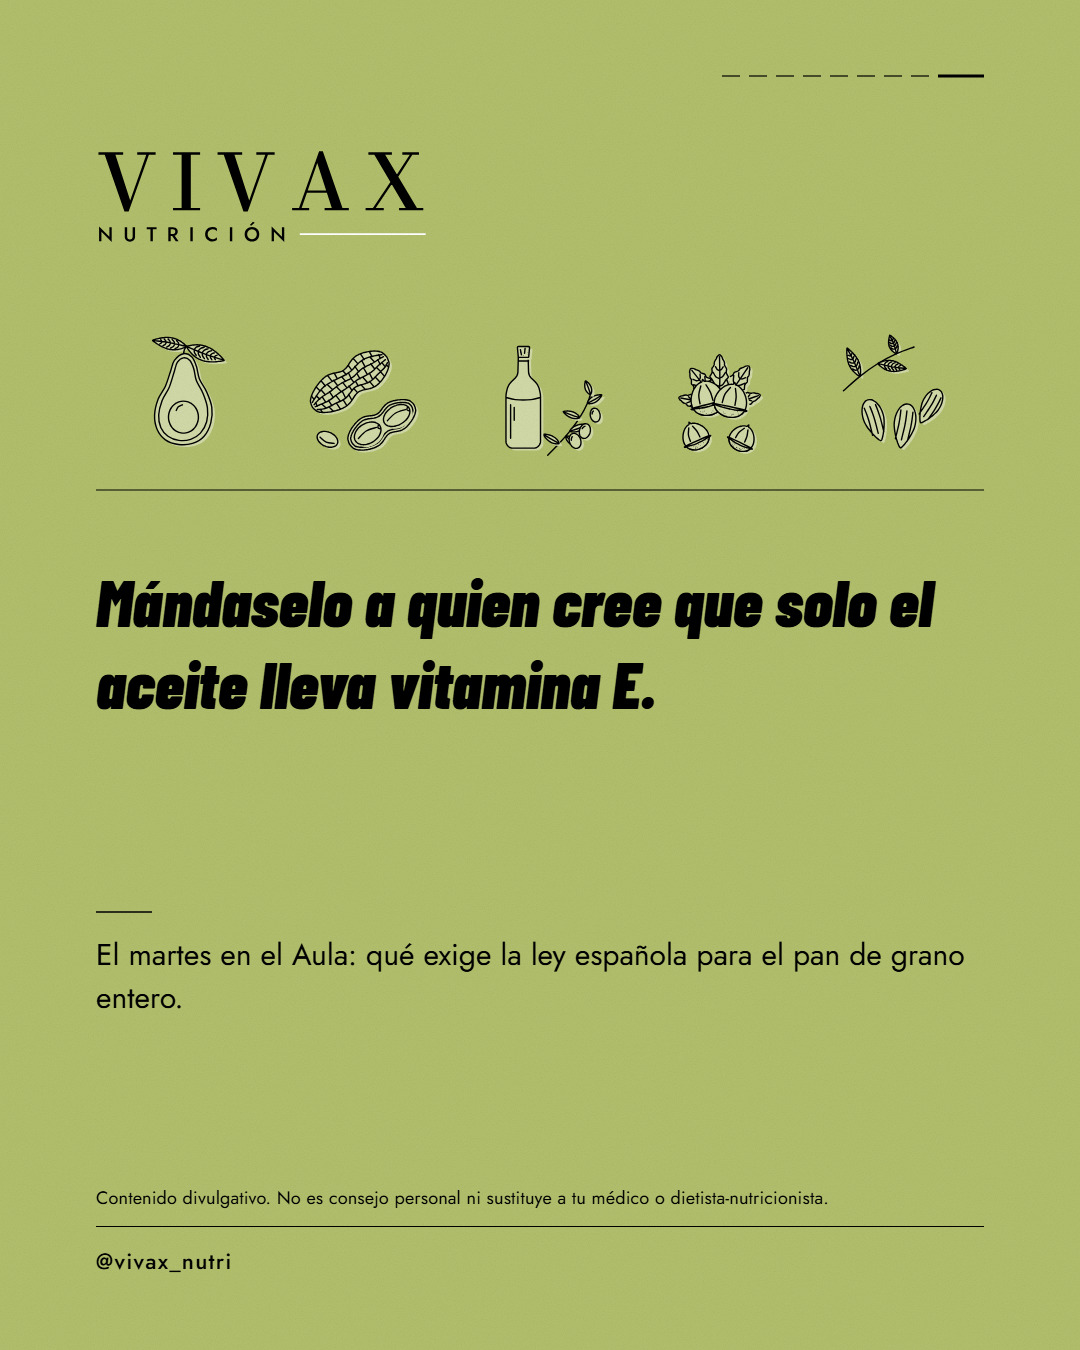 VIVAX
NUTRICIÓN
Mándaselo a quien cree que solo el
aceite lleva vitamina E.
El martes en el Aula: qué exige la ley española para el pan de grano
entero.
Contenido divulgativo. No es consejo personal ni sustituye a tu médico o dietista-nutricionista.
@vivax_nutri